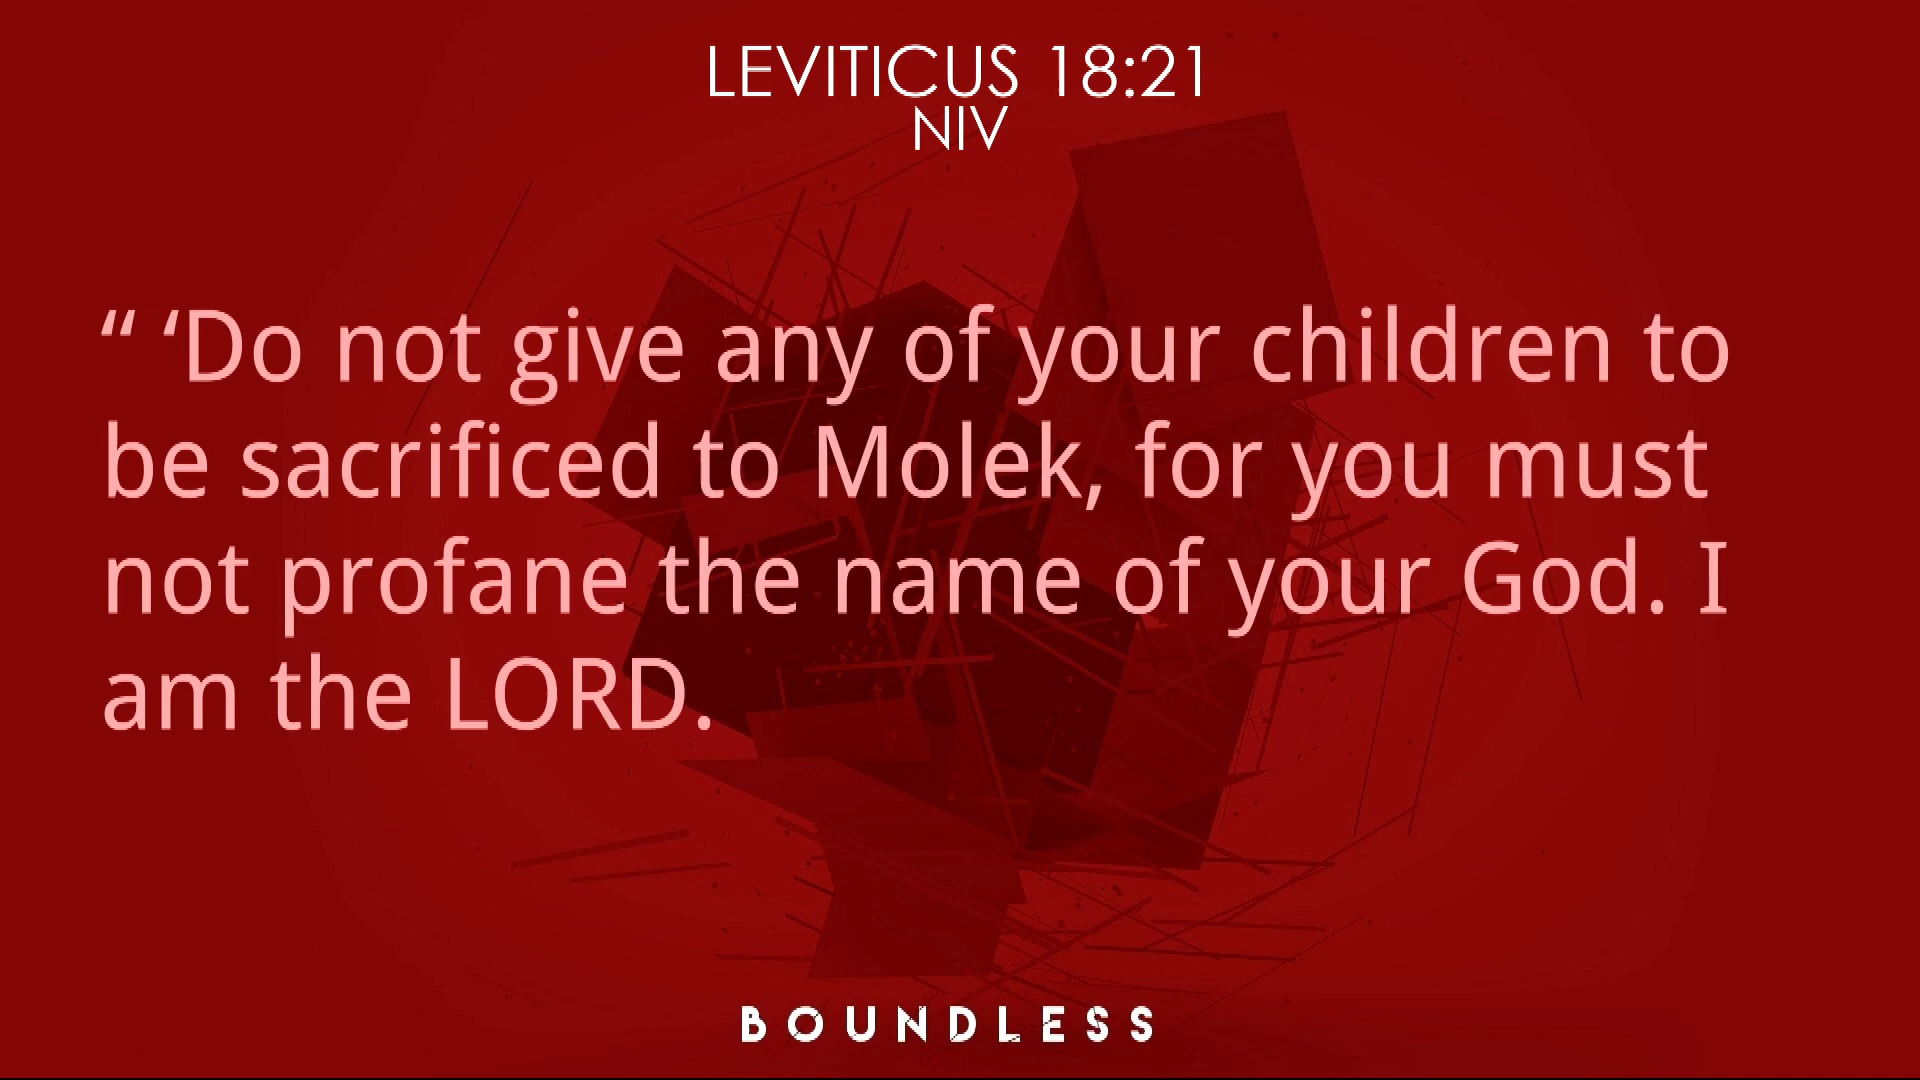 LEVITICUS 18:21
NIV
“ ‘Do not give any of your children to
be sacrificed to Molek, for you must
not profane the name of your God. I
am the LORD.
BOUNDLESS